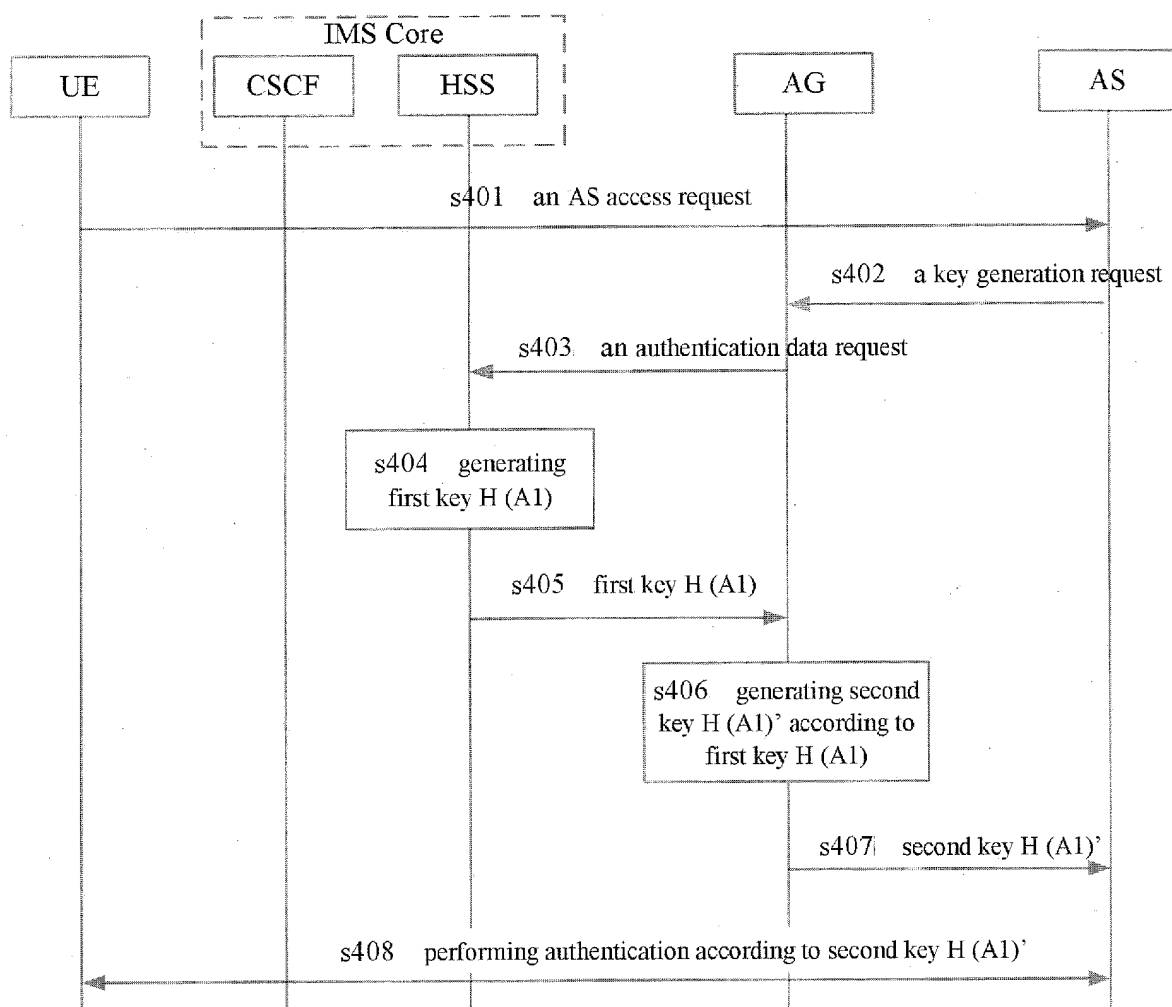 IMS Core
UE
CSCF
HSS
AG
AS
s401 an AS access request
s402 a key generation request
s403 an authentication data request
s404 generating
first key H (A1)
s405 first key H (A1)
s406 generating second
key H (A1)’ according to
first key H (A1)
s407 second key H (A1)’
s408 performing authentication according to second key H (A1)’